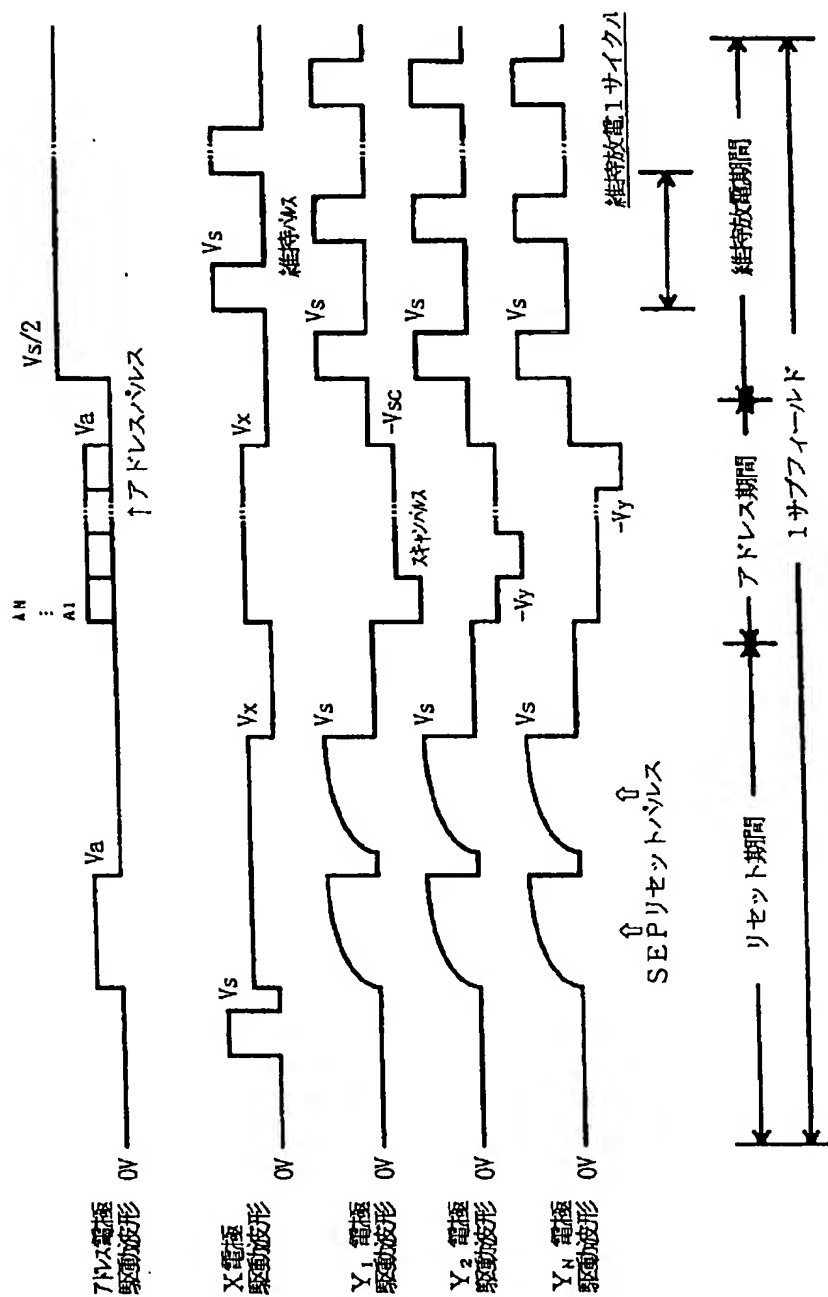 アドレス電極
駆動波形
0V
Va
AN
⋮
A1
Va
↑アドレスパルス
Vs/2
X電極
駆動波形
0V
Vs
Vx
Vx
Vs
維持パルス
Y1 電極
駆動波形
0V
Vs
スキャンパルス
-Vsc
Vs
Y2 電極
駆動波形
0V
Vs
-Vy
Vs
YN 電極
駆動波形
0V
Vs
-Vy
Vs
維持放電1サイクル
⇧ ⇧
SEPリセットパルス
リセット期間
アドレス期間
維持放電期間
1サブフィールド